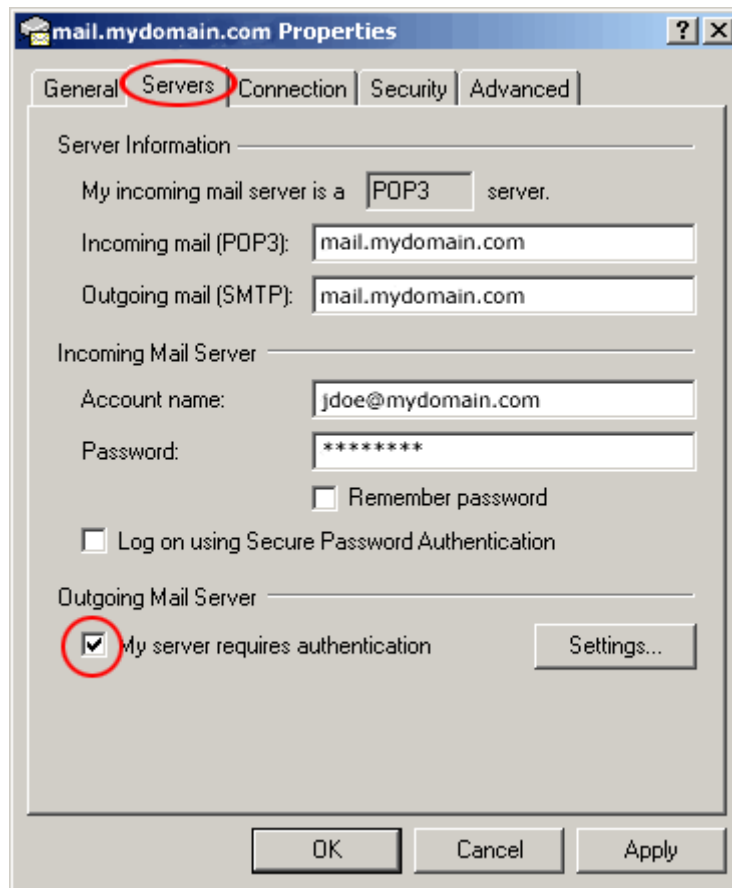 mail.mydomain.com Properties
General Servers Connection Security Advanced
Server Information
My incoming mail server is a POP3 server.
Incoming mail (POP3): mail.mydomain.com
Outgoing mail (SMTP): mail.mydomain.com
Incoming Mail Server
Account name: jdoe@mydomain.com
Password: ********
Remember password
Log on using Secure Password Authentication
Outgoing Mail Server
My server requires authentication Settings...
OK Cancel Apply